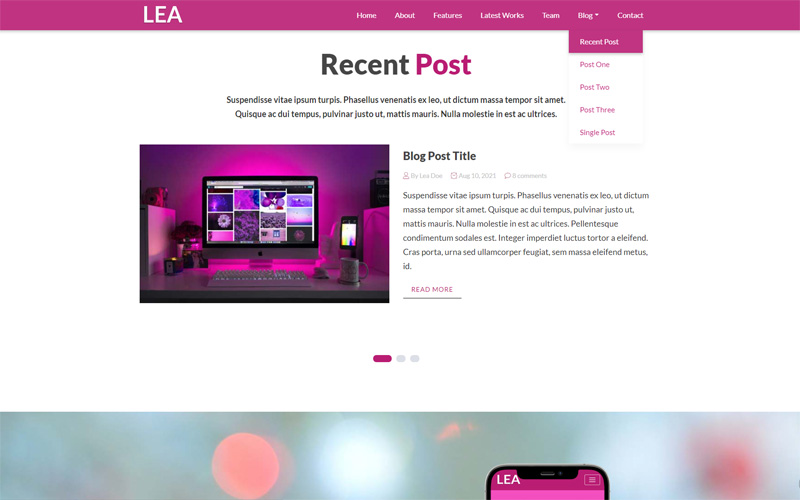 LEA
Home About Features Latest Works Team Blog Contact
Recent Post
Post One
Post Two
Post Three
Single Post
Recent Post
Suspendisse vitae ipsum turpis. Phasellus venenatis ex leo, ut dictum massa tempor sit amet.
Quisque ac dui tempus, pulvinar justo ut, mattis mauris. Nulla molestie in est ac ultrices.
Blog Post Title
By Lea Doe Aug 10, 2021 8 comments
Suspendisse vitae ipsum turpis. Phasellus venenatis ex leo, ut dictum
massa tempor sit amet. Quisque ac dui tempus, pulvinar justo ut,
mattis mauris. Nulla molestie in est ac ultrices. Pellentesque
condimentum sodales est. Integer imperdiet luctus tortor a eleifend.
Cras porta, urna sed ullamcorper feugiat, sem massa eleifend metus,
id.
READ MORE
LEA